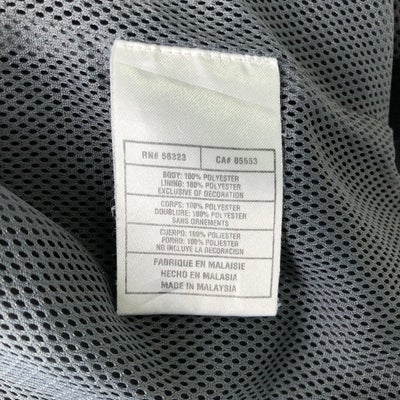 RN# 56323 CA# 05553
BODY: 100% POLYESTER
LINING: 100% POLYESTER
EXCLUSIVE OF DECORATION
CORPS: 100% POLYESTER
DOUBLURE: 100% POLYESTER
SANS ORNEMENTS
CUERPO: 100% POLYESTER
FORRO: 100% POLYESTER
NO INCLUYE LA DECORACION
FABRIQUE EN MALAISIE
HECHO EN MALASIA
MADE IN MALAYSIA